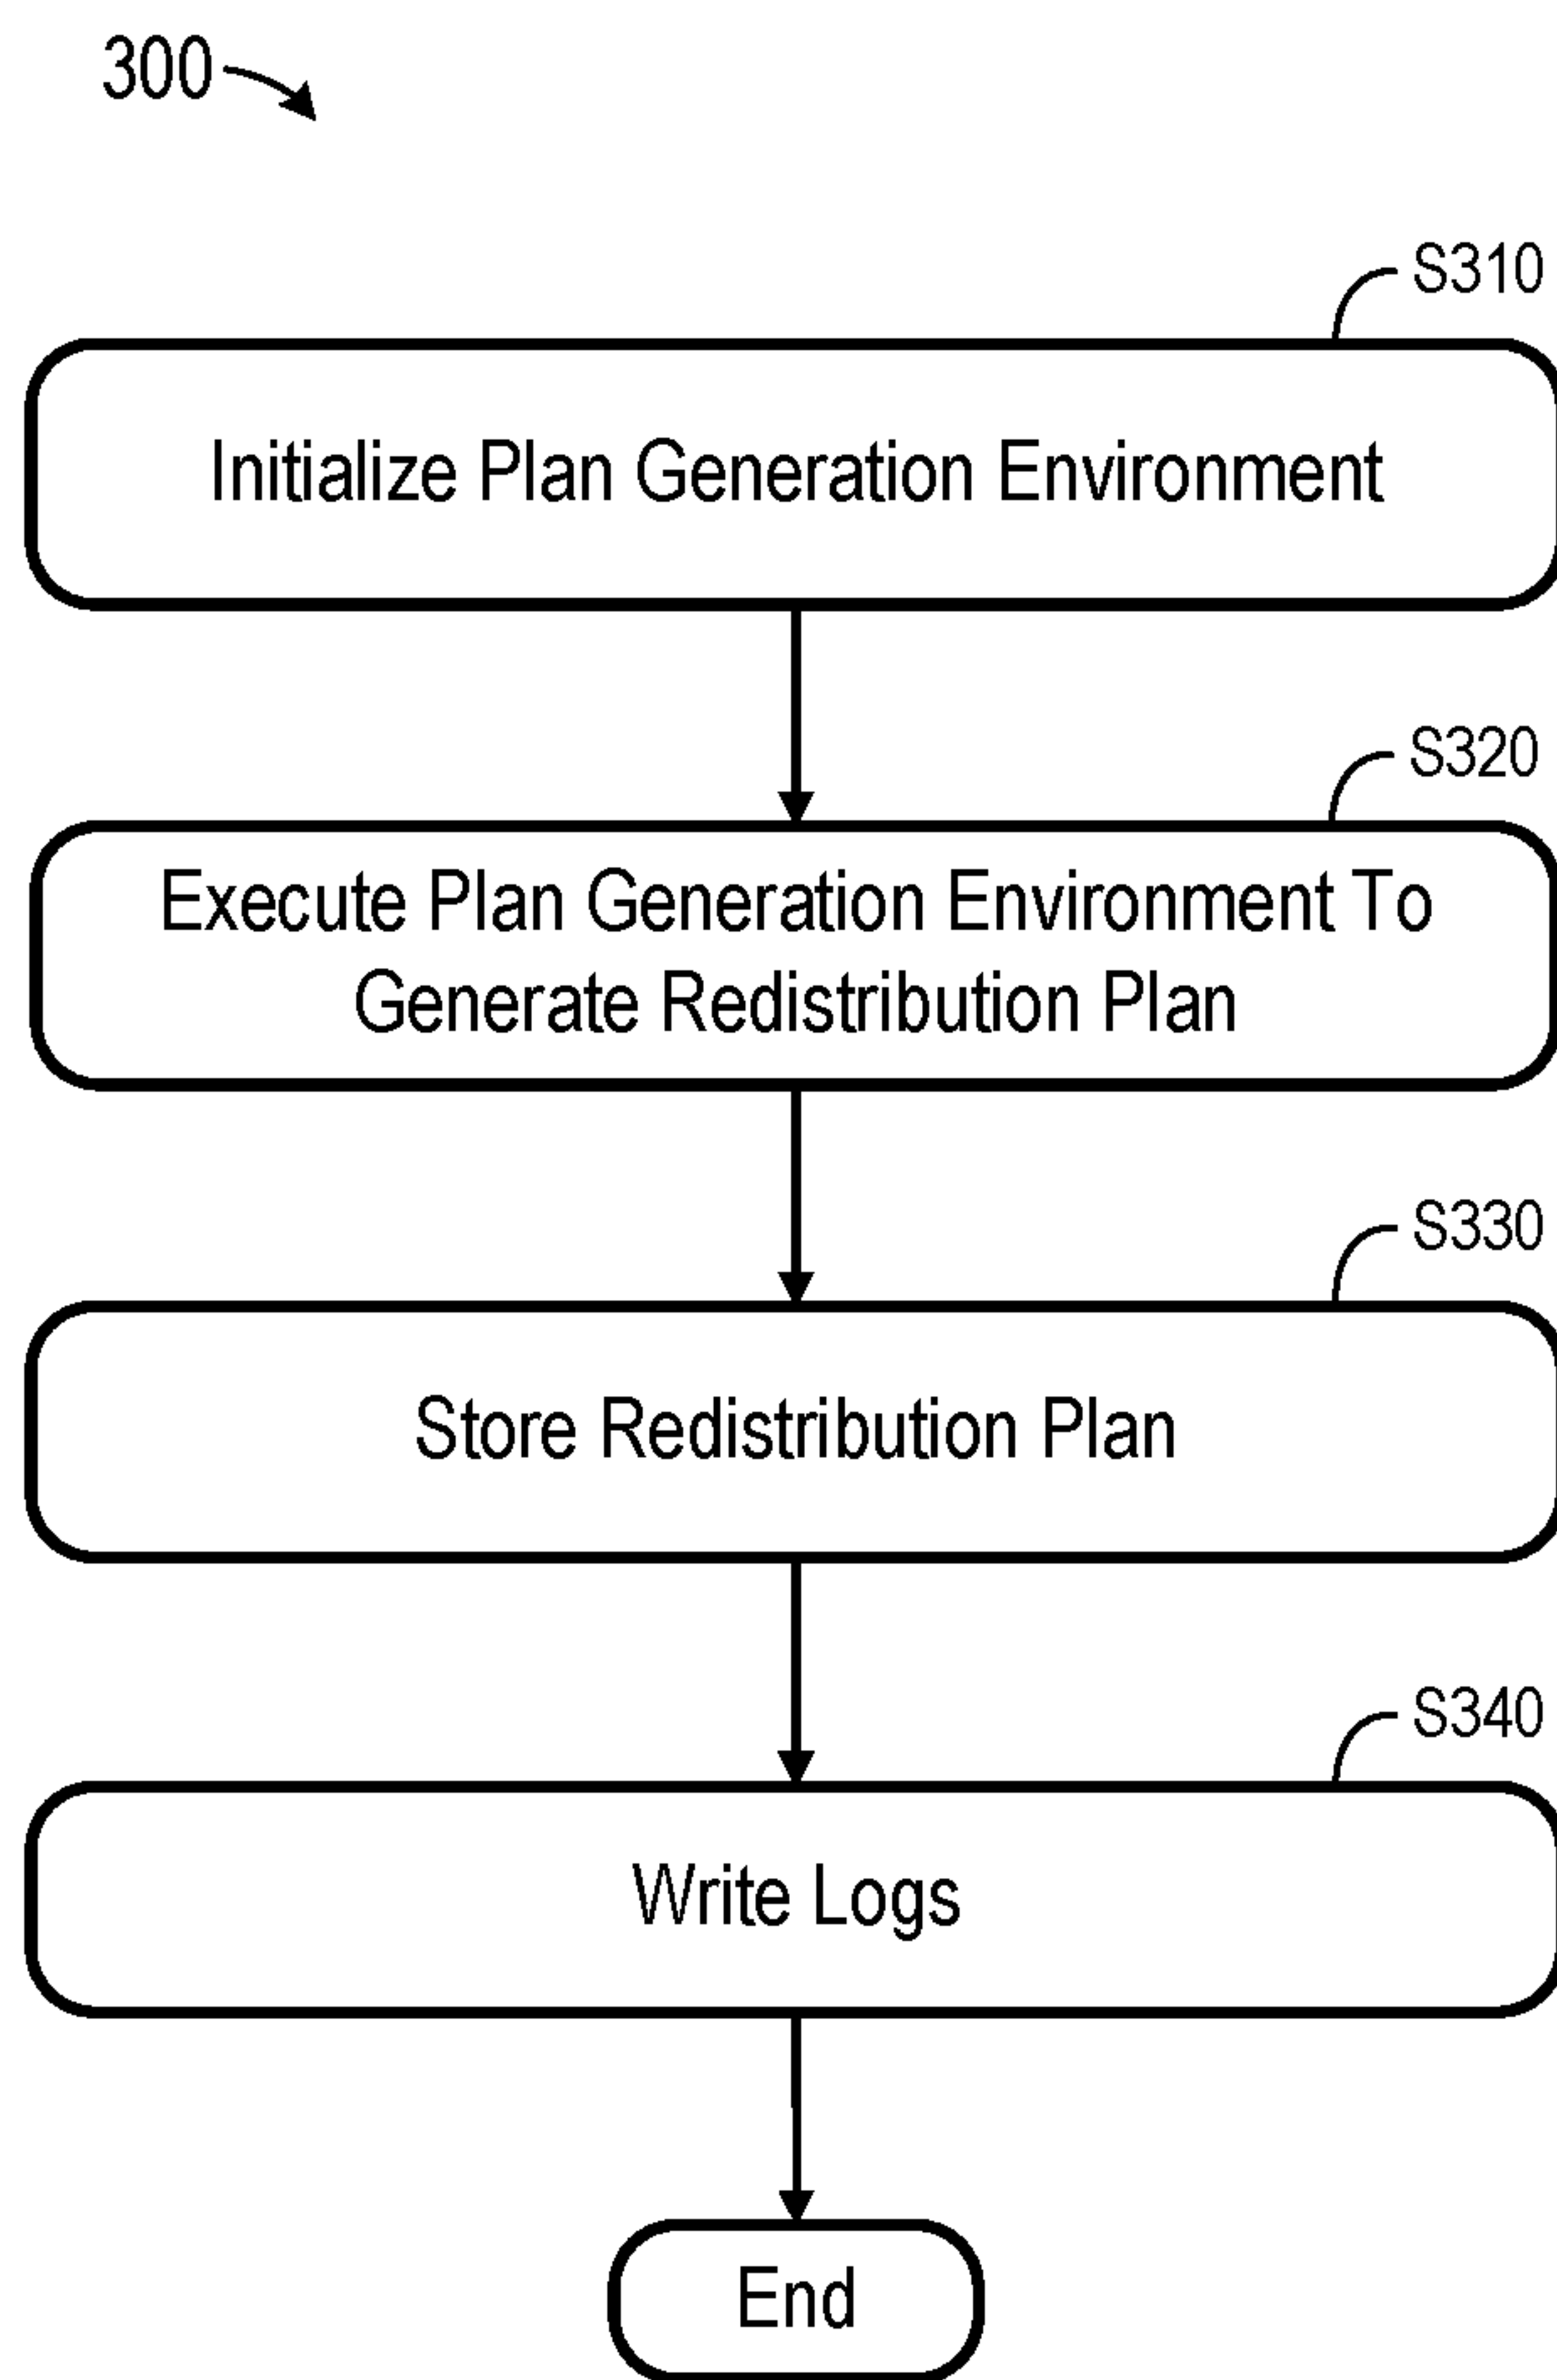 300
S310
Initialize Plan Generation Environment
S320
Execute Plan Generation Environment To
Generate Redistribution Plan
S330
Store Redistribution Plan
S340
Write Logs
End